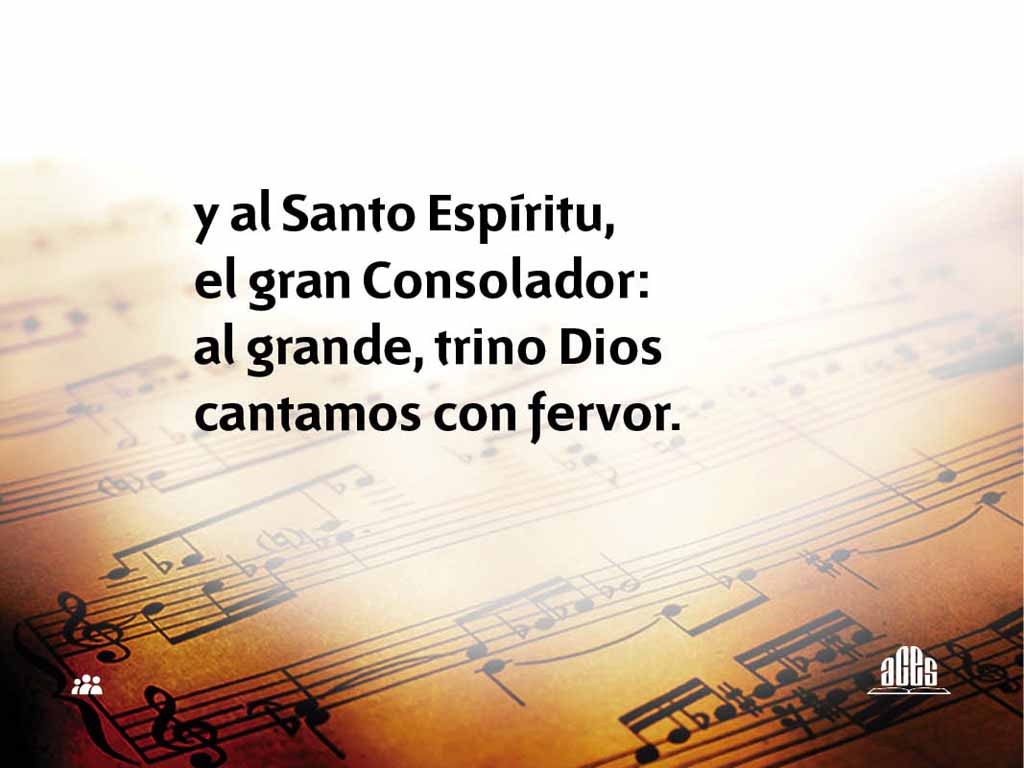 y al Santo Espíritu,
el gran Consolador:
al grande, trino Dios
cantamos con fervor.
aces